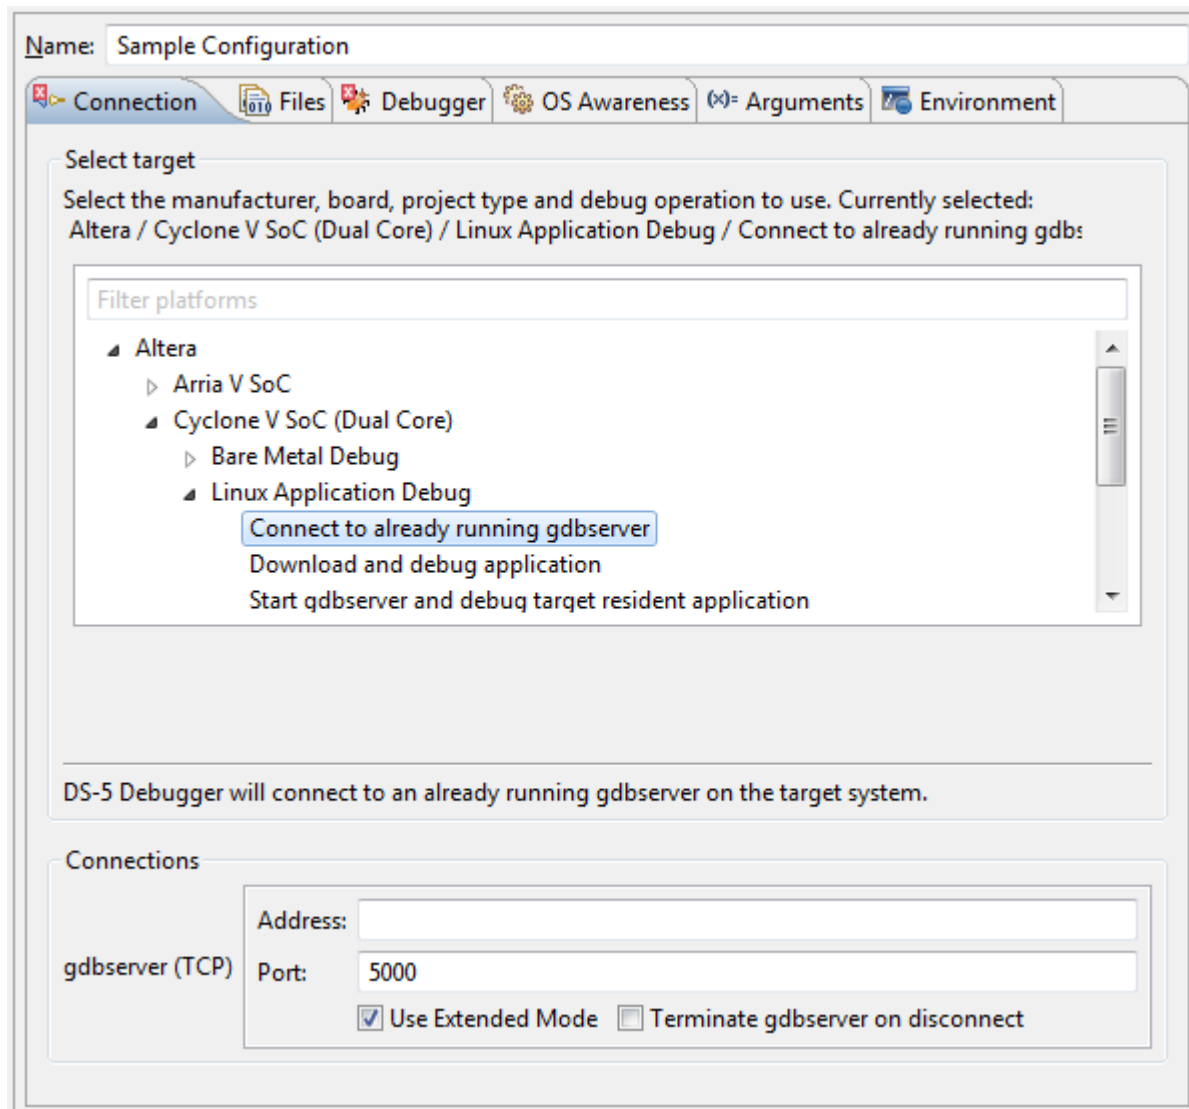 Name: Sample Configuration
Connection Files Debugger OS Awareness (x)= Arguments Environment
Select target
Select the manufacturer, board, project type and debug operation to use. Currently selected:
Altera / Cyclone V SoC (Dual Core) / Linux Application Debug / Connect to already running gdbs
Filter platforms
Altera
Arria V SoC
Cyclone V SoC (Dual Core)
Bare Metal Debug
Linux Application Debug
Connect to already running gdbserver
Download and debug application
Start gdbserver and debug target resident application
DS-5 Debugger will connect to an already running gdbserver on the target system.
Connections
Address:
gdbserver (TCP) Port: 5000
Use Extended Mode Terminate gdbserver on disconnect